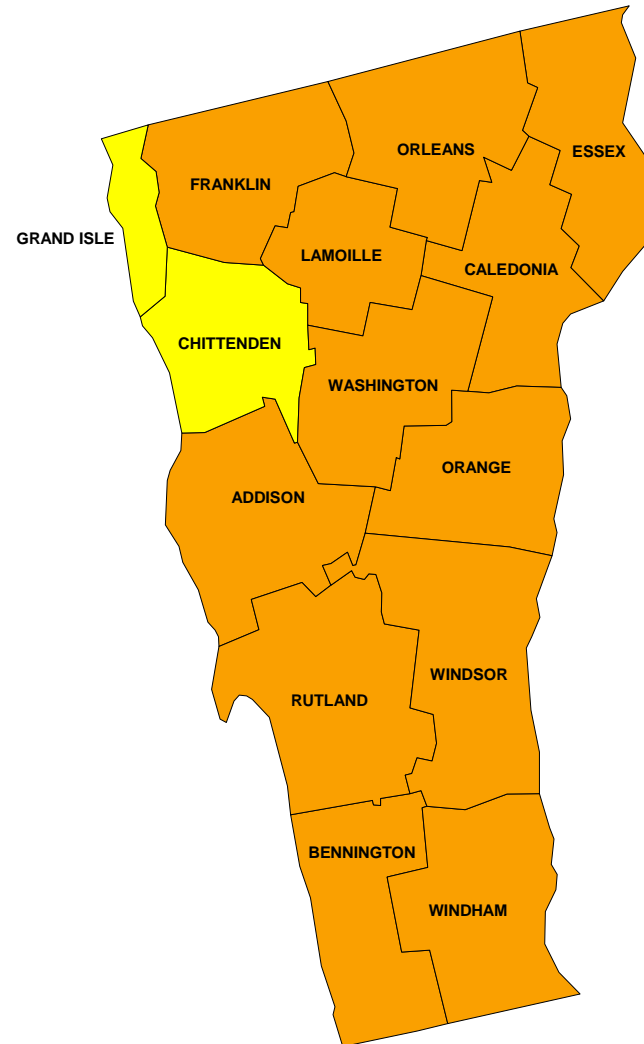 ORLEANS
ESSEX
FRANKLIN
GRAND ISLE
LAMOILLE
CALEDONIA
CHITTENDEN
WASHINGTON
ORANGE
ADDISON
WINDSOR
RUTLAND
BENNINGTON
WINDHAM